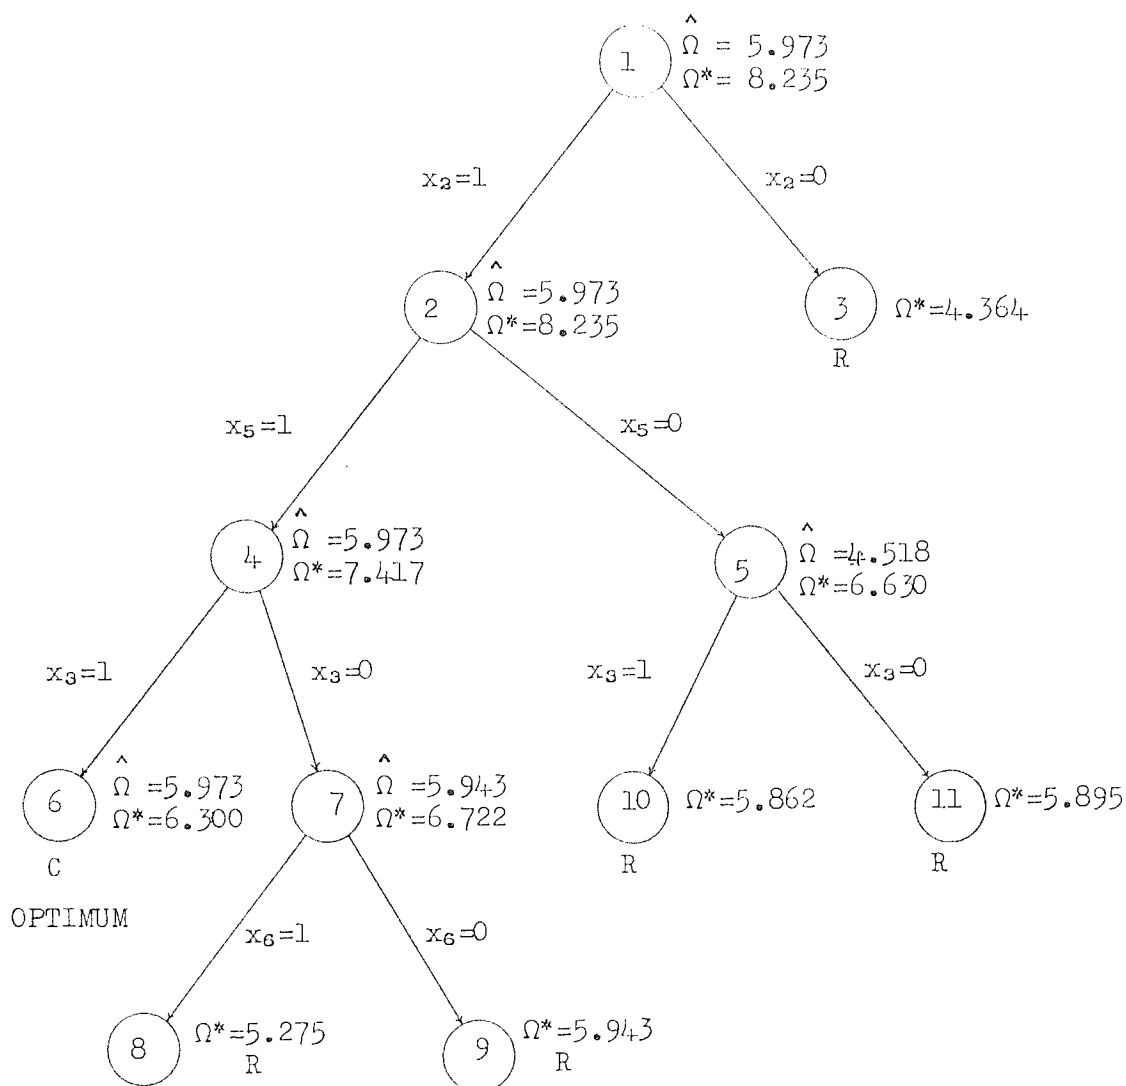 1
Ω̂ = 5.973
Ω* = 8.235
x₂=1
x₂=0
2
Ω̂ =5.973
Ω*=8.235
3
Ω*=4.364
R
x₅=1
x₅=0
4
Ω̂ =5.973
Ω*=7.417
5
Ω̂ =4.518
Ω*=6.630
x₃=1
x₃=0
x₃=1
x₃=0
6
Ω̂ =5.973
Ω*=6.300
C
OPTIMUM
7
Ω̂ =5.943
Ω*=6.722
10
Ω*=5.862
R
11
Ω*=5.895
R
x₆=1
x₆=0
8
Ω*=5.275
R
9
Ω*=5.943
R